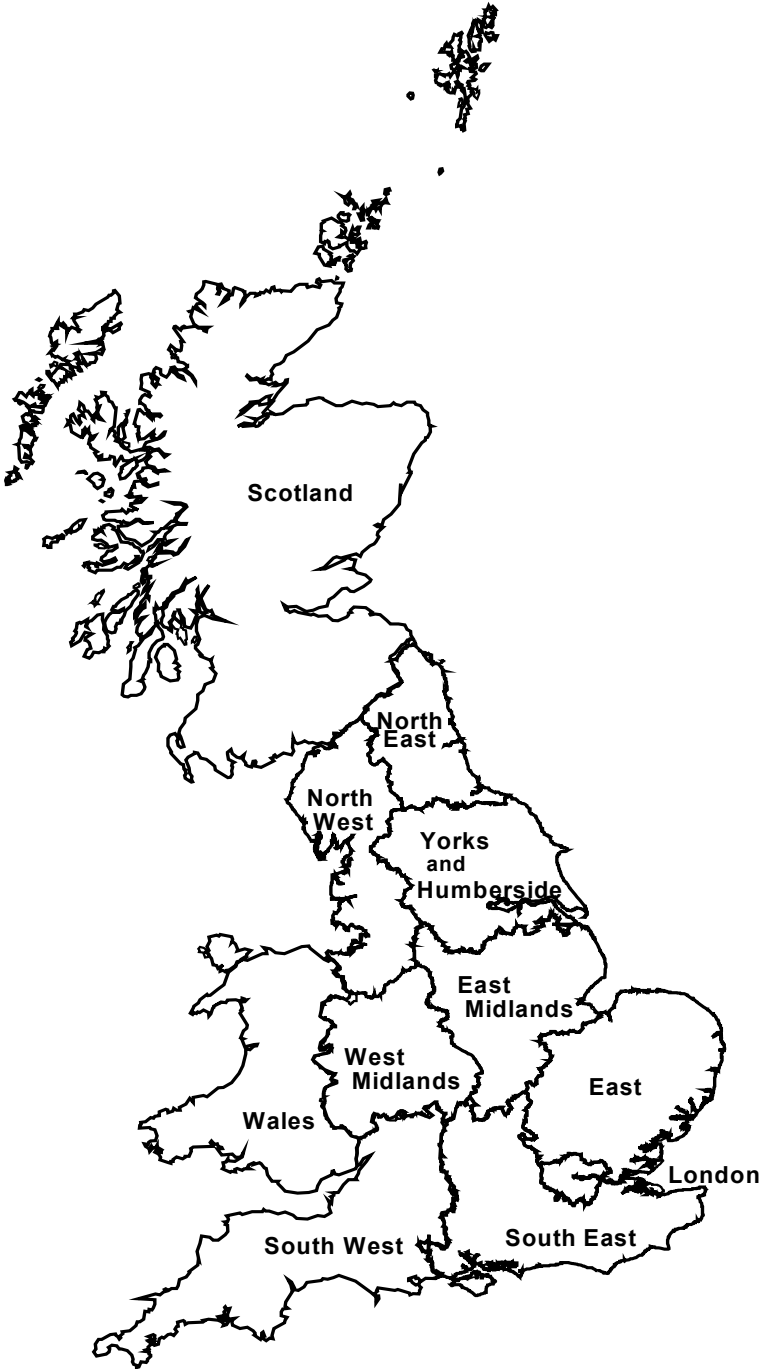 Scotland
North
East
North
West
Yorks
and
Humberside
East
Midlands
West
Midlands
East
Wales
London
South West
South East